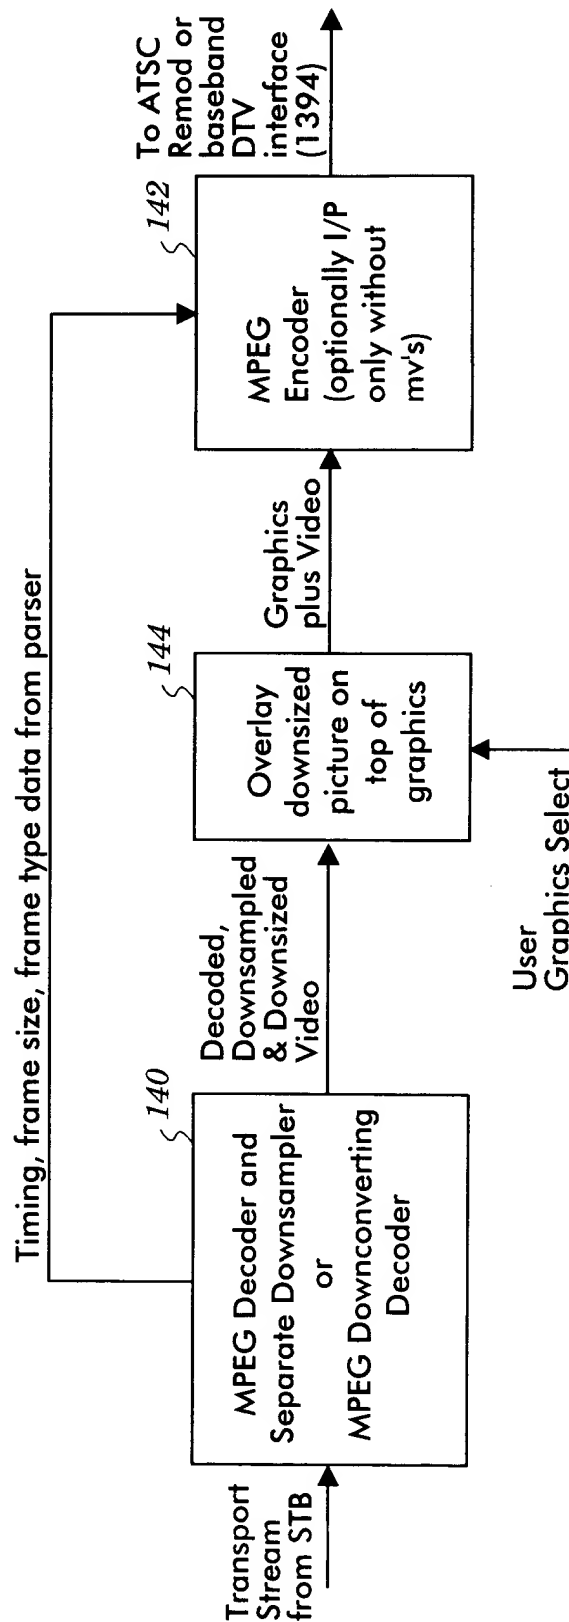 Timing, frame size, frame type data from parser
Transport
Stream
from STB
140
MPEG Decoder and
Separate Downsampler
or
MPEG Downconverting
Decoder
Decoded,
Downsampled
& Downsized
Video
144
Overlay
downsized
picture on
top of
graphics
User
Graphics Select
Graphics
plus Video
142
MPEG
Encoder
(optionally I/P
only without
mv's)
To ATSC
Remod or
baseband
DTV
interface
(1394)